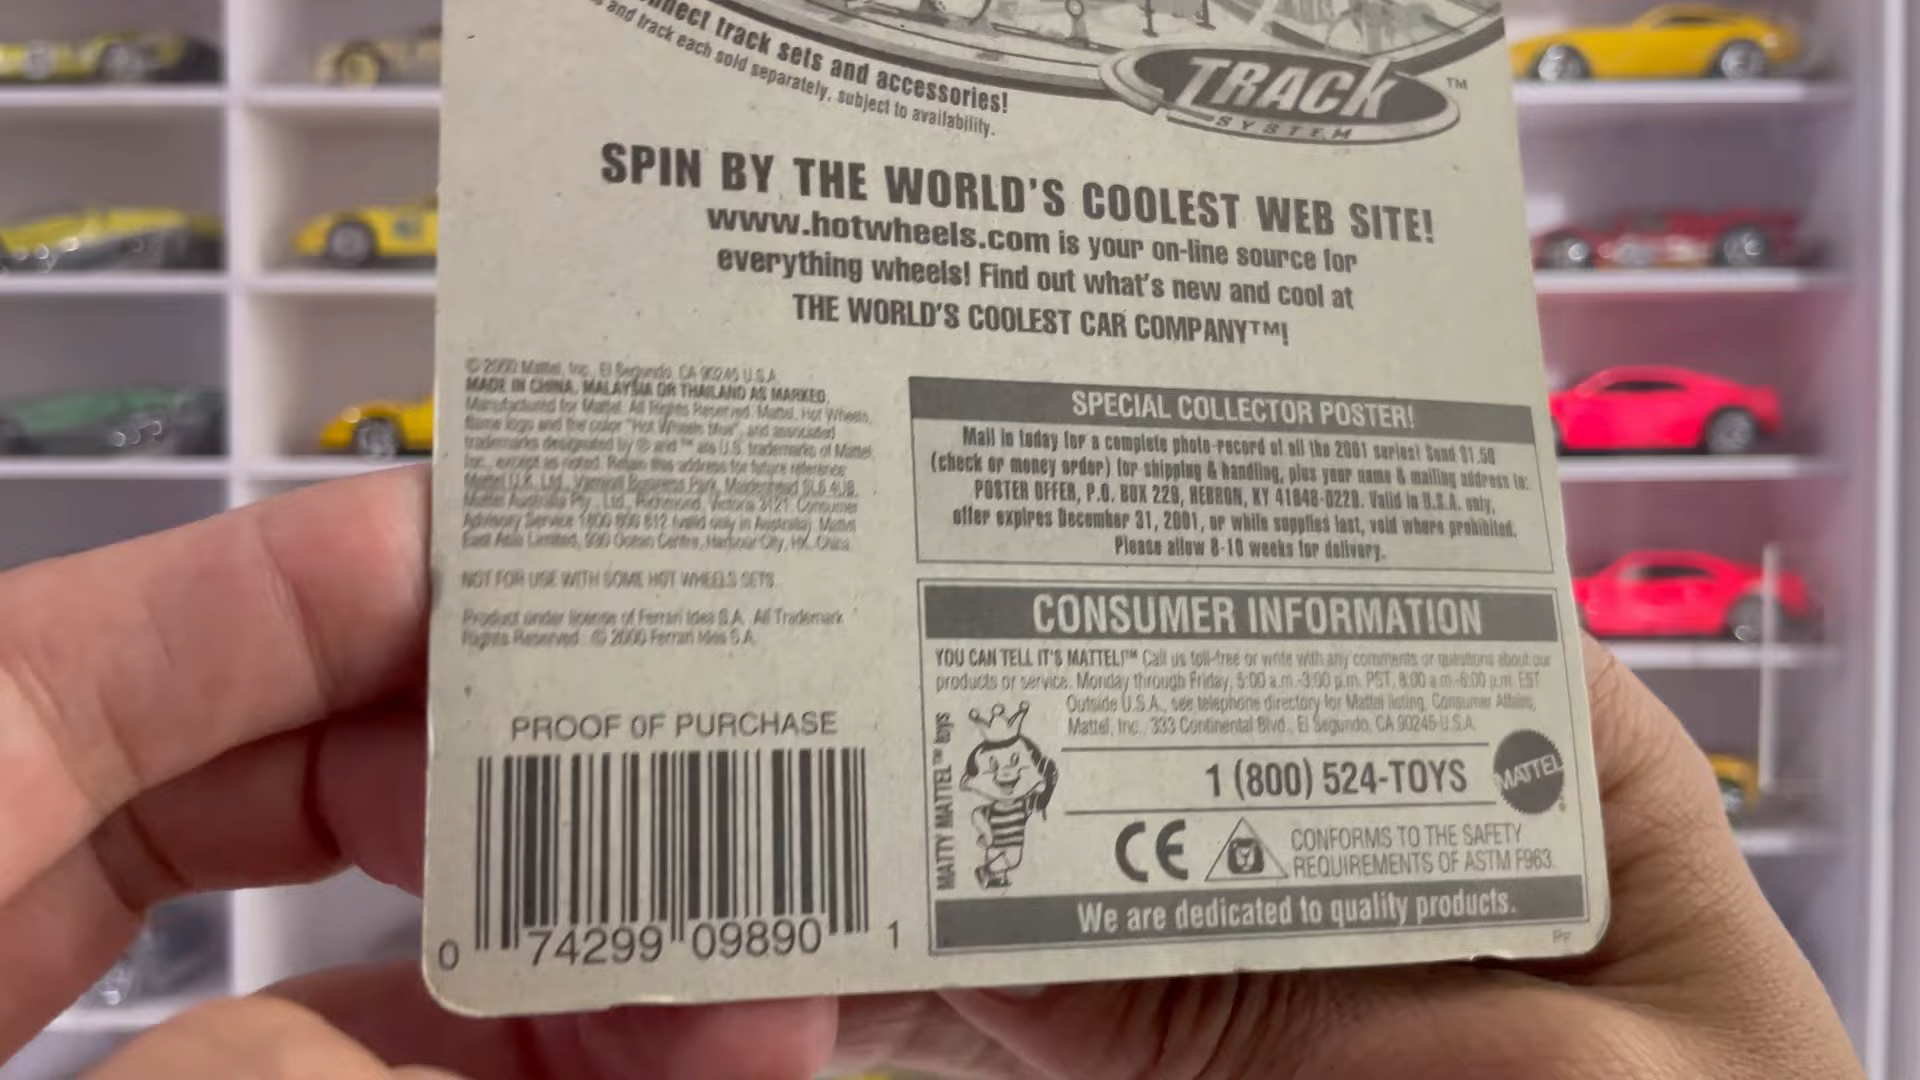 nnect track sets and accessories!
and track each sold separately, subject to availability.
TRACK ™
SYSTEM
SPIN BY THE WORLD'S COOLEST WEB SITE!
www.hotwheels.com is your on-line source for
everything wheels! Find out what's new and cool at
THE WORLD'S COOLEST CAR COMPANY™!
© 2000 Mattel, Inc., El Segundo, CA 90245 U.S.A.
MADE IN CHINA, MALAYSIA OR THAILAND AS MARKED.
Manufactured for Mattel. All Rights Reserved. Mattel, Hot Wheels,
flame logo and the color "Hot Wheels blue", and associated
trademarks designated by ® and ™ are U.S. trademarks of Mattel,
Inc., except as noted. Retain this address for future reference:
Mattel U.K. Ltd., Vanwall Business Park, Maidenhead SL6 4UB.
Mattel Australia Pty., Ltd., Richmond, Victoria 3121. Consumer
Advisory Service 1 800 800 812 (valid only in Australia). Mattel
East Asia Limited, 930 Ocean Centre, Harbour City, HK, China
NOT FOR USE WITH SOME HOT WHEELS SETS.
Product under license of Ferrari Idea S.A. All Trademark
Rights Reserved. © 2000 Ferrari Idea S.A.
PROOF OF PURCHASE
0 74299 09890 1
SPECIAL COLLECTOR POSTER!
Mail in today for a complete photo-record of all the 2001 series! Send $1.50
(check or money order) for shipping & handling, plus your name & mailing address to:
POSTER OFFER, P.O. BOX 228, HEBRON, KY 41048-0228. Valid in U.S.A. only,
offer expires December 31, 2001, or while supplies last, void where prohibited.
Please allow 8-10 weeks for delivery.
CONSUMER INFORMATION
YOU CAN TELL IT'S MATTEL!™ Call us toll-free or write with any comments or questions about our
products or service. Monday through Friday, 5:00 a.m.-3:00 p.m. PST, 8:00 a.m.-6:00 p.m. EST.
Outside U.S.A., see telephone directory for Mattel listing. Consumer Affairs,
Mattel, Inc., 333 Continental Blvd., El Segundo, CA 90245 U.S.A.
MATTY MATTEL™ toys
1 (800) 524-TOYS
MATTEL ®
CE
CONFORMS TO THE SAFETY
REQUIREMENTS OF ASTM F963.
We are dedicated to quality products.